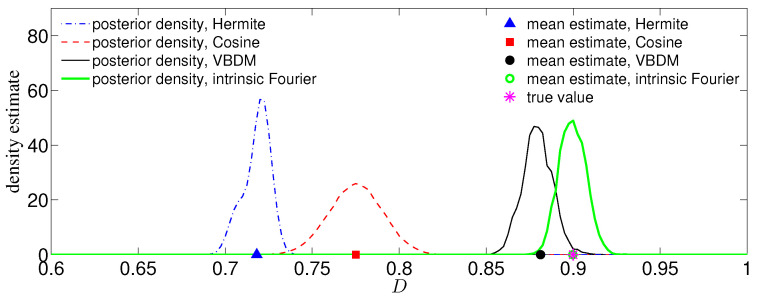 posterior density, Hermite
posterior density, Cosine
posterior density, VBDM
posterior density, intrinsic Fourier
mean estimate, Hermite
mean estimate, Cosine
mean estimate, VBDM
mean estimate, intrinsic Fourier
true value
density estimate
80
60
40
20
0
0.6 0.65 0.7 0.75 0.8 0.85 0.9 0.95 1
D